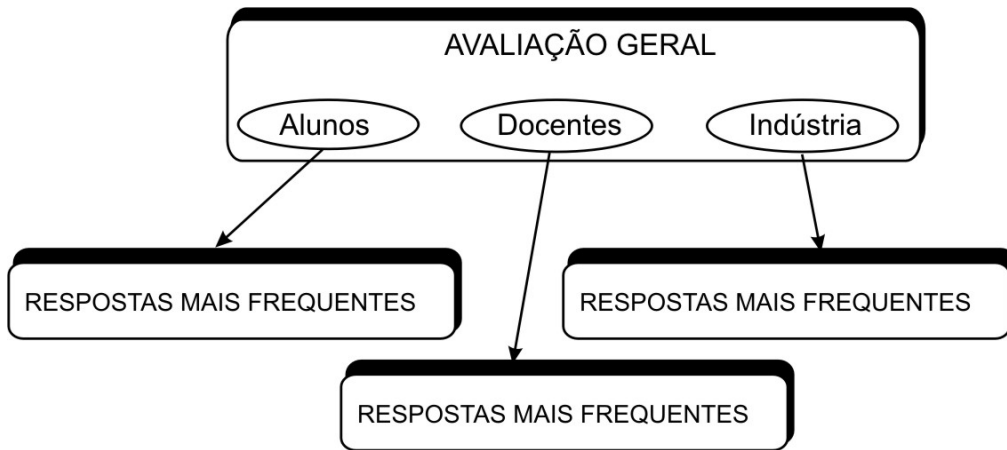 AVALIAÇÃO GERAL
Alunos
Docentes
Indústria
RESPOSTAS MAIS FREQUENTES
RESPOSTAS MAIS FREQUENTES
RESPOSTAS MAIS FREQUENTES